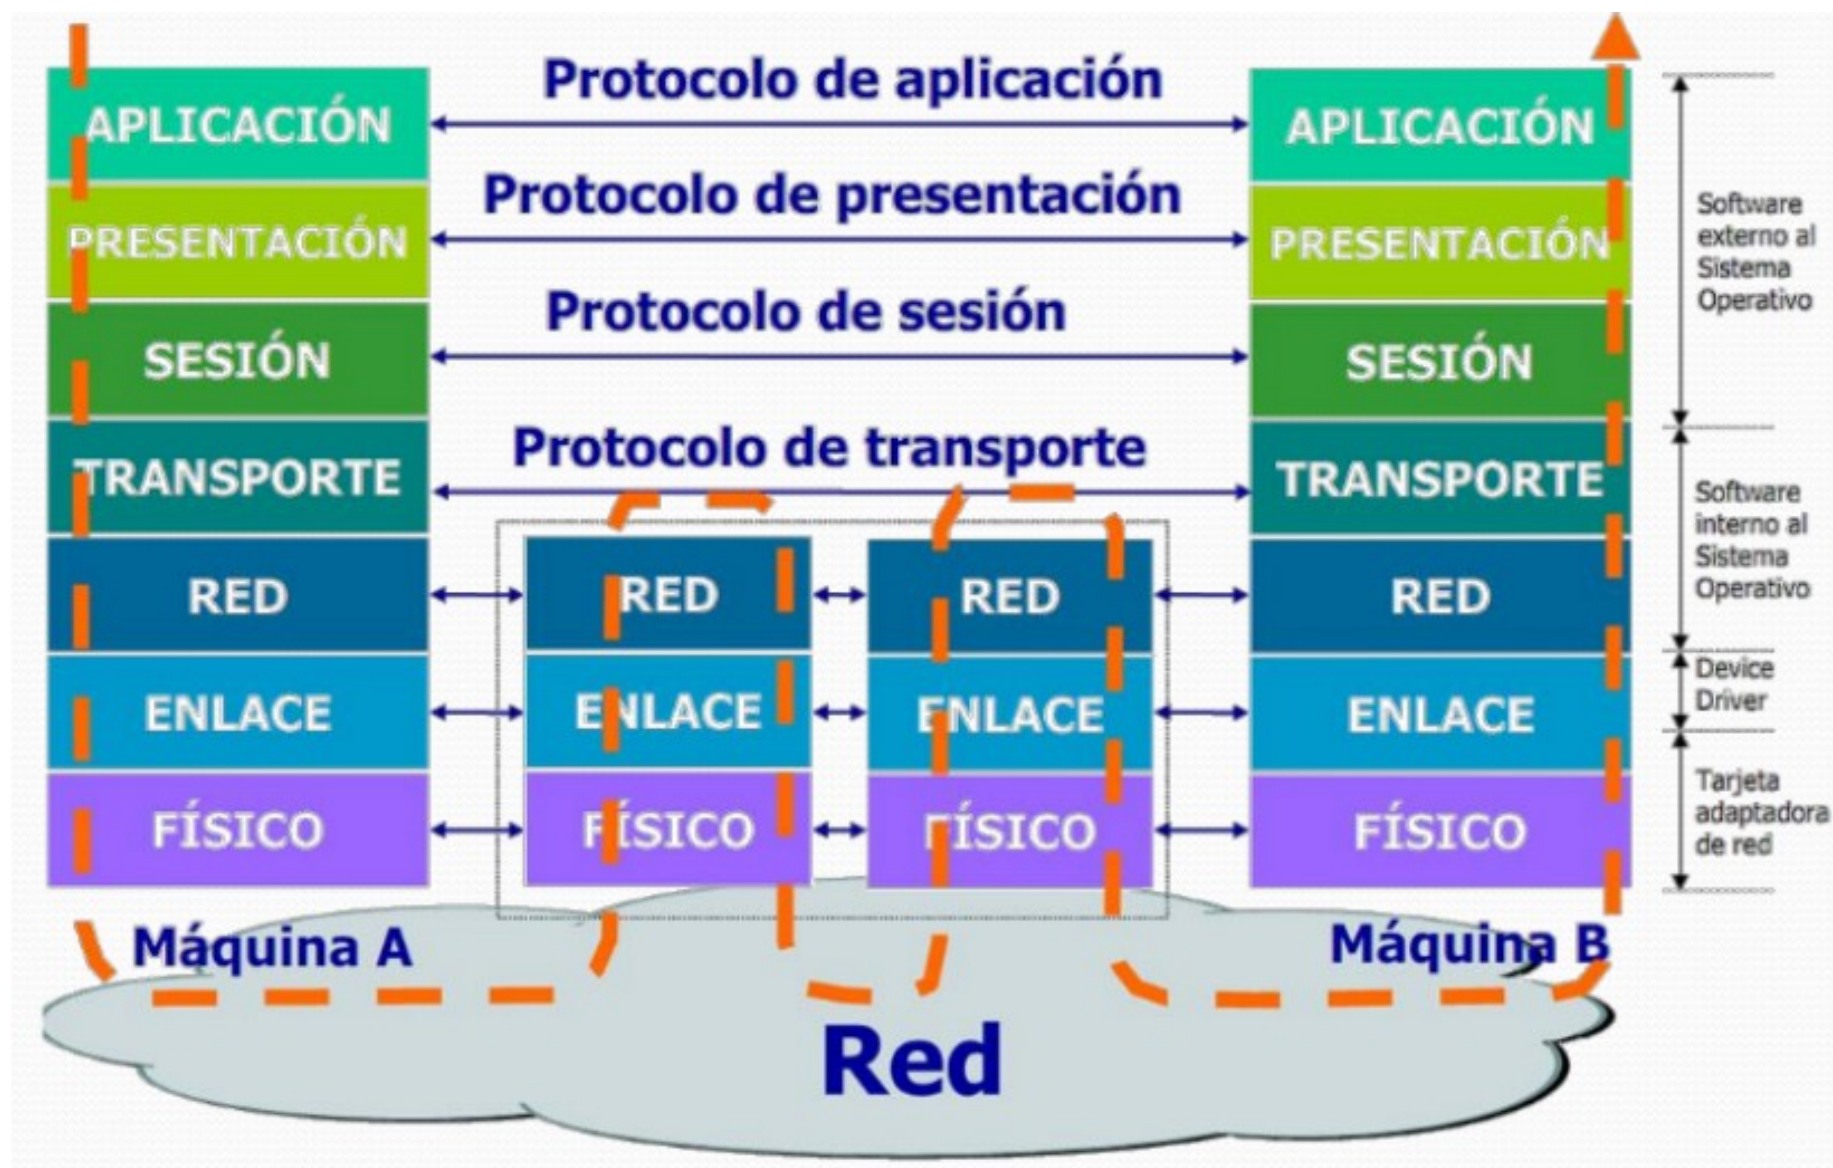 Protocolo de aplicación
APLICACIÓN
APLICACIÓN
Protocolo de presentación
PRESENTACIÓN
PRESENTACIÓN
Software
externo al
Sistema
Operativo
Protocolo de sesión
SESIÓN
SESIÓN
Protocolo de transporte
TRANSPORTE
TRANSPORTE
Software
interno al
Sistema
Operativo
RED
RED
RED
RED
Device
Driver
ENLACE
ENLACE
ENLACE
ENLACE
Tarjeta
adaptadora
de red
FÍSICO
FÍSICO
FÍSICO
FÍSICO
Máquina A
Máquina B
Red